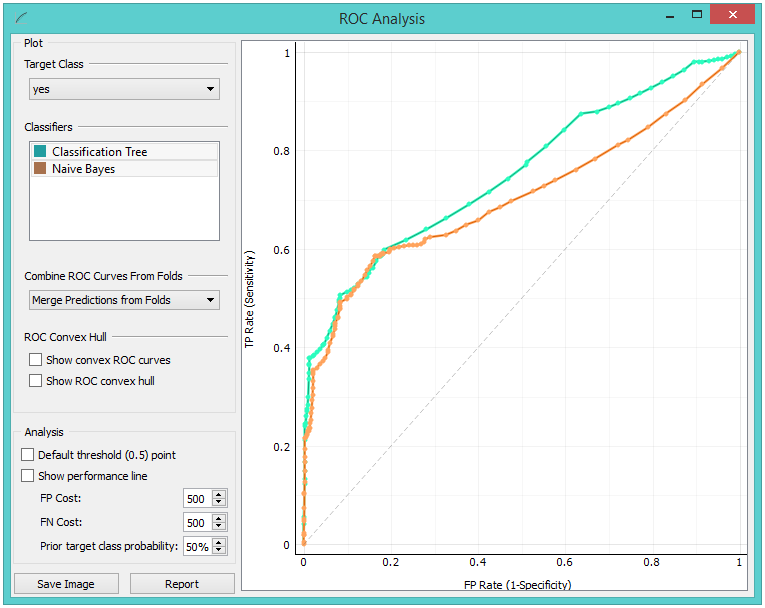 ROC Analysis
Plot
Target Class
yes
Classifiers
Classification Tree
Naive Bayes
Combine ROC Curves From Folds
Merge Predictions from Folds
ROC Convex Hull
Show convex ROC curves
Show ROC convex hull
Analysis
Default threshold (0.5) point
Show performance line
FP Cost: 500
FN Cost: 500
Prior target class probability: 50%
Save Image Report
TP Rate (Sensitivity)
1
0.8
0.6
0.4
0.2
0
0 0.2 0.4 0.6 0.8 1
FP Rate (1-Specificity)